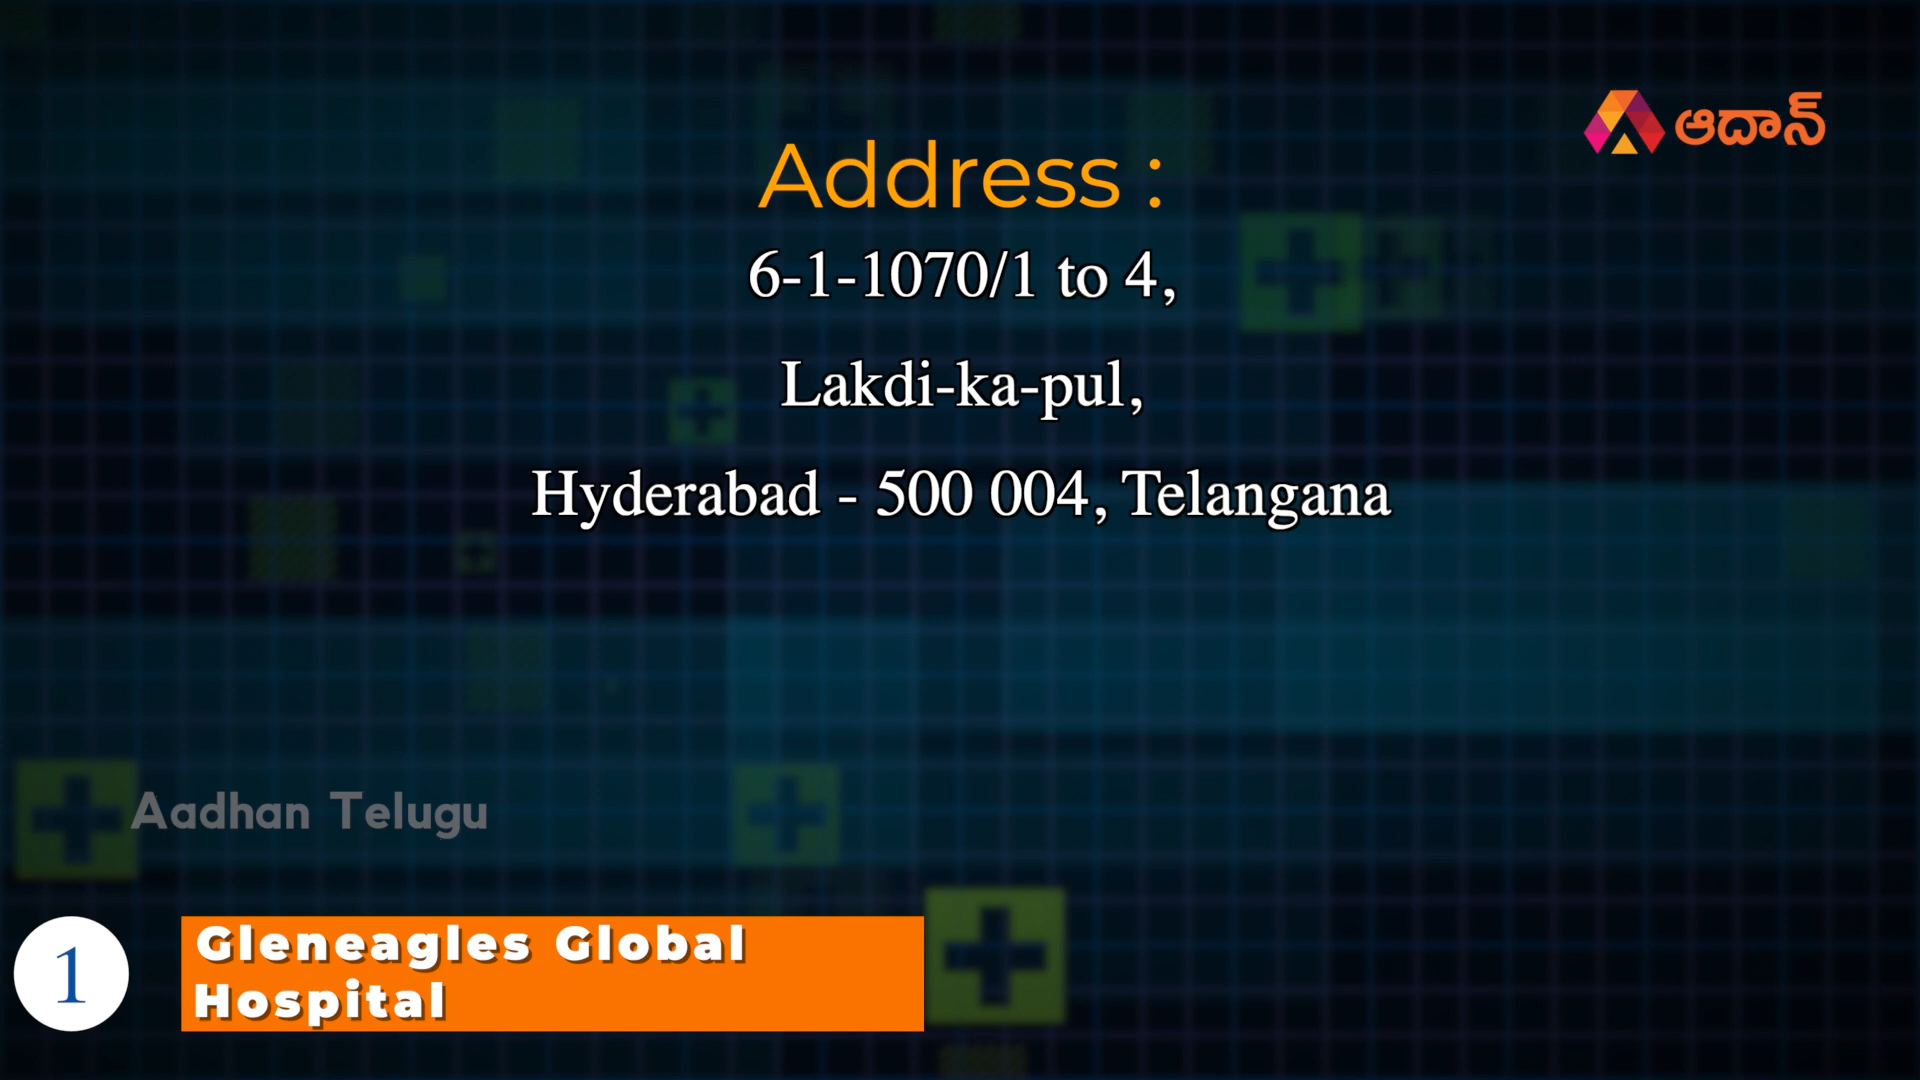 ఆదాన్
Address :
6-1-1070/1 to 4,
Lakdi-ka-pul,
Hyderabad - 500 004, Telangana
Aadhan Telugu
1
Gleneagles Global
Hospital